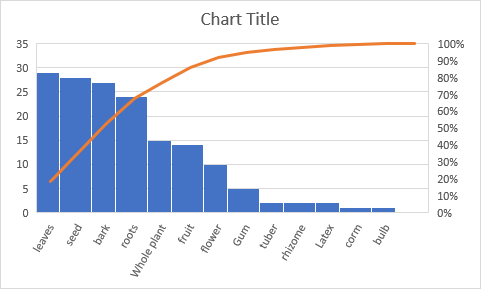 Chart Title
35
30
25
20
15
10
5
0
100%
90%
80%
70%
60%
50%
40%
30%
20%
10%
0%
leaves
seed
bark
roots
Whole plant
fruit
flower
Gum
tuber
rhizome
Latex
corm
bulb